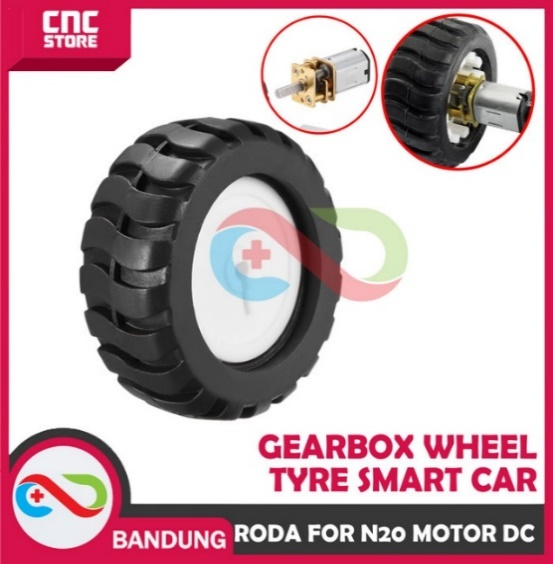 CNC
STORE
GEARBOX WHEEL
TYRE SMART CAR
BANDUNG
RODA FOR N20 MOTOR DC